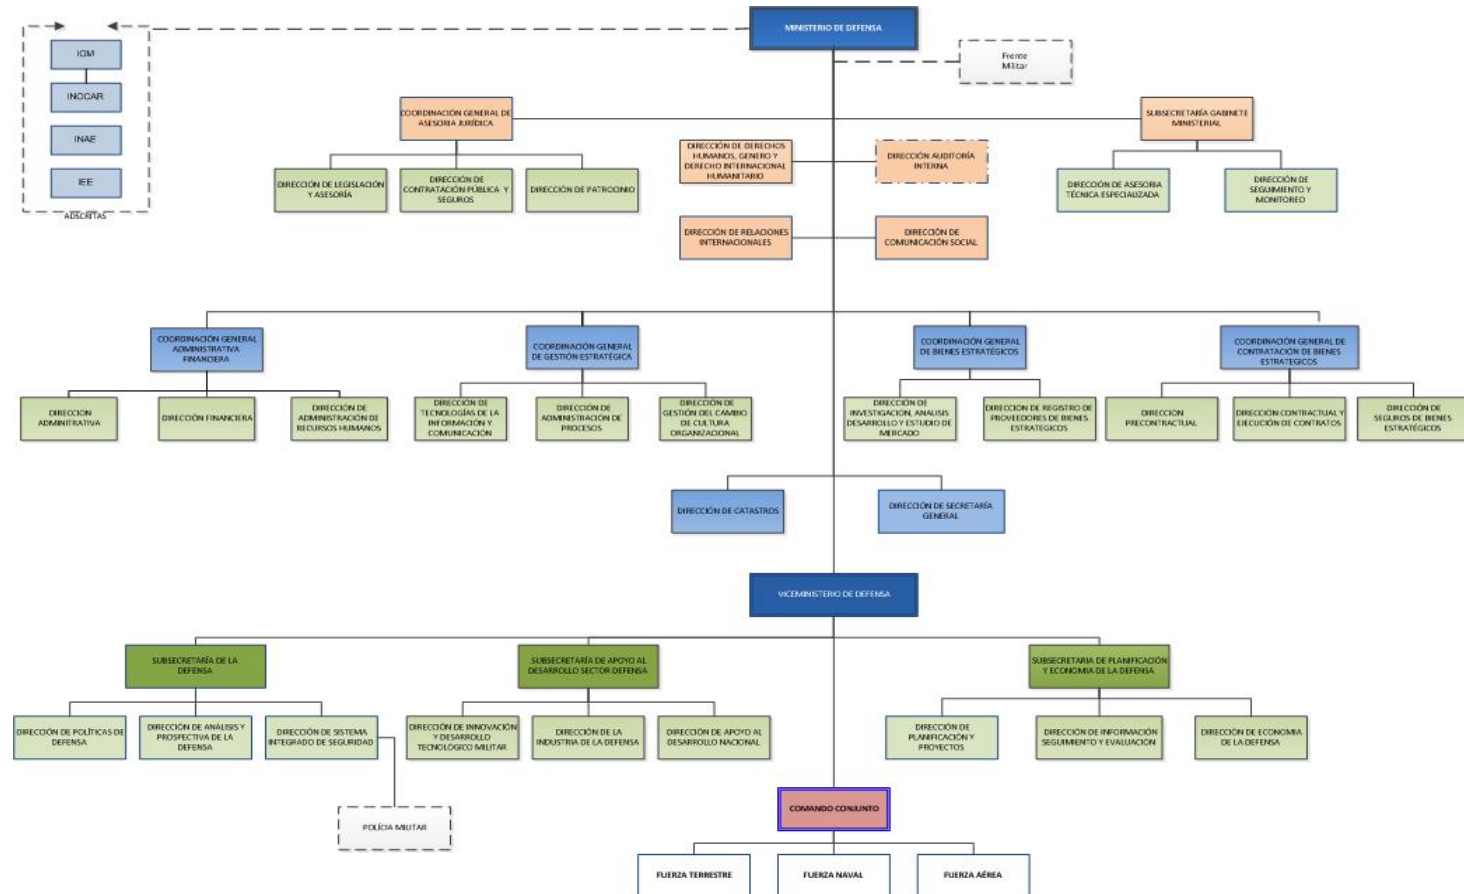 MINISTERIO DE DEFENSA
IGM
INOCAR
INAE
IEE
ADSCRITAS
Frente
Militar
COORDINACIÓN GENERAL DE
ASESORIA JURÍDICA
SUBSECRETARÍA GABINETE
MINISTERIAL
DIRECCIÓN DE DERECHOS
HUMANOS, GENERO Y
DERECHO INTERNACIONAL
HUMANITARIO
DIRECCIÓN AUDITORÍA
INTERNA
DIRECCIÓN DE LEGISLACIÓN
Y ASESORÍA
DIRECCIÓN DE
CONTRATACIÓN PÚBLICA Y
SEGUROS
DIRECCIÓN DE PATROCINIO
DIRECCIÓN DE ASESORIA
TÉCNICA ESPECIALIZADA
DIRECCIÓN DE
SEGUIMIENTO Y
MONITOREO
DIRECCIÓN DE RELACIONES
INTERNACIONALES
DIRECCIÓN DE
COMUNICACIÓN SOCIAL
COORDINACIÓN GENERAL
ADMINISTRATIVA
FINANCIERA
COORDINACIÓN GENERAL
DE GESTIÓN ESTRATÉGICA
COORDINACIÓN GENERAL
DE BIENES ESTRATÉGICOS
COORDINACIÓN GENERAL DE
CONTRATACIÓN DE BIENES
ESTRATEGICOS
DIRECCIÓN
ADMINITRATIVA
DIRECCIÓN FINANCIERA
DIRECCIÓN DE
ADMINISTRACIÓN DE
RECURSOS HUMANOS
DIRECCIÓN DE
TECNOLOGÍAS DE LA
INFORMACIÓN Y
COMUNICACIÓN
DIRECCIÓN DE
ADMINISTRACIÓN DE
PROCESOS
DIRECCIÓN DE
GESTIÓN DEL CAMBIO
DE CULTURA
ORGANIZACIONAL
DIRECCIÓN DE
INVESTIGACIÓN, ANALISIS
DESARROLLO Y ESTUDIO DE
MERCADO
DIRECCIÓN DE REGISTRO DE
PROVEEDORES DE BIENES
ESTRATEGICOS
DIRECCIÓN
PRECONTRACTUAL
DIRECCIÓN CONTRACTUAL Y
EJECUCIÓN DE CONTRATOS
DIRECCIÓN DE
SEGUROS DE BIENES
ESTRATÉGICOS
DIRECCIÓN DE CATASTROS
DIRECCIÓN DE SECRETARÍA
GENERAL
VICEMINISTERIO DE DEFENSA
SUBSECRETARÍA DE LA
DEFENSA
SUBSECRETARÍA DE APOYO AL
DESARROLLO SECTOR DEFENSA
SUBSECRETARIA DE PLANIFICACIÓN
Y ECONOMIA DE LA DEFENSA
DIRECCIÓN DE POLÍTICAS DE
DEFENSA
DIRECCIÓN DE ANÁLISIS Y
PROSPECTIVA DE LA
DEFENSA
DIRECCIÓN DE SISTEMA
INTEGRADO DE SEGURIDAD
DIRECCIÓN DE INNOVACIÓN
Y DESARROLLO
TECNOLÓGICO MILITAR
DIRECCIÓN DE LA
INDUSTRIA DE LA DEFENSA
DIRECCIÓN DE APOYO AL
DESARROLLO NACIONAL
DIRECCIÓN DE
PLANIFICACIÓN Y
PROYECTOS
DIRECCIÓN DE INFORMACIÓN
SEGUIMIENTO Y EVALUACIÓN
DIRECCIÓN DE ECONOMIA
DE LA DEFENSA
POLÍCIA MILITAR
COMANDO CONJUNTO
FUERZA TERRESTRE
FUERZA NAVAL
FUERZA AÉREA